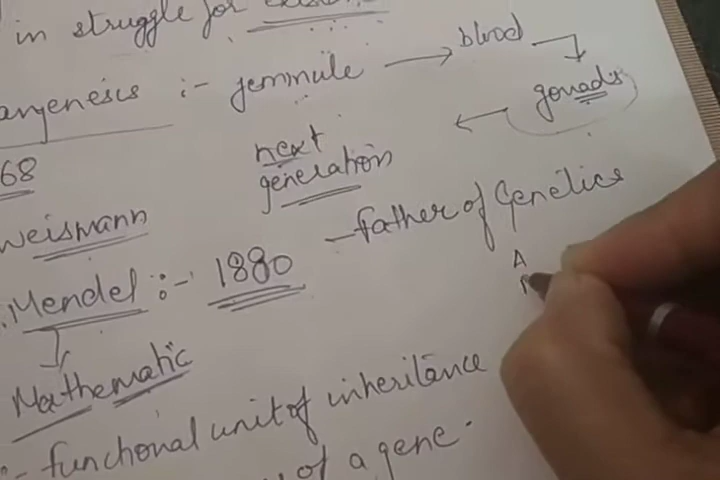 in struggle for
angenesis :- gemmule → blood
gonads
68 next
generation ←
weismann
. Mendel :- 1880 - father of Genetics
A
Mathematic
:- functional unit of inheritance
of a gene.